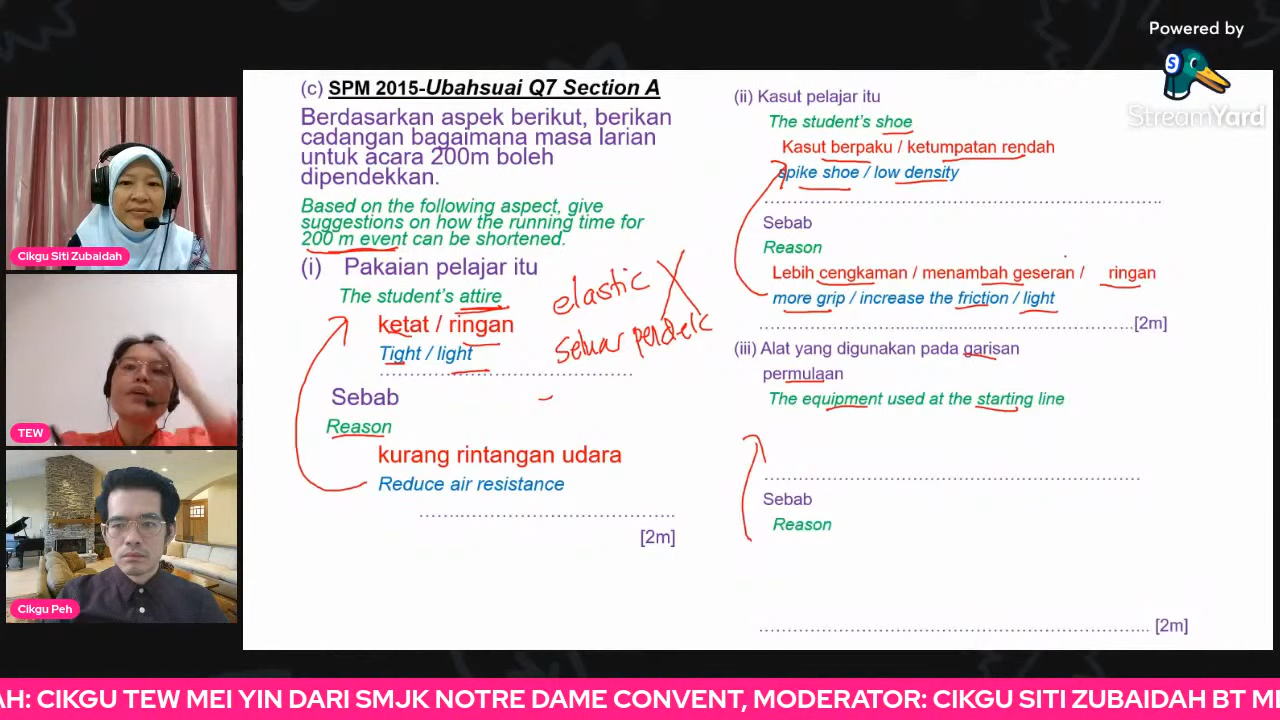 Powered by
StreamYard
(c) SPM 2015-Ubahsuai Q7 Section A
Berdasarkan aspek berikut, berikan
cadangan bagaimana masa larian
untuk acara 200m boleh
dipendekkan.
Based on the following aspect, give
suggestions on how the running time for
200 m event can be shortened.
(i) Pakaian pelajar itu
The student's attire
ketat / ringan
Tight / light
elastic
seluar pendek
Sebab
Reason
kurang rintangan udara
Reduce air resistance
[2m]
(ii) Kasut pelajar itu
The student's shoe
Kasut berpaku / ketumpatan rendah
spike shoe / low density
Sebab
Reason
Lebih cengkaman / menambah geseran / ringan
more grip / increase the friction / light
[2m]
(iii) Alat yang digunakan pada garisan
permulaan
The equipment used at the starting line
Sebab
Reason
[2m]
Cikgu Siti Zubaidah
TEW
Cikgu Peh
AH: CIKGU TEW MEI YIN DARI SMJK NOTRE DAME CONVENT, MODERATOR: CIKGU SITI ZUBAIDAH BT